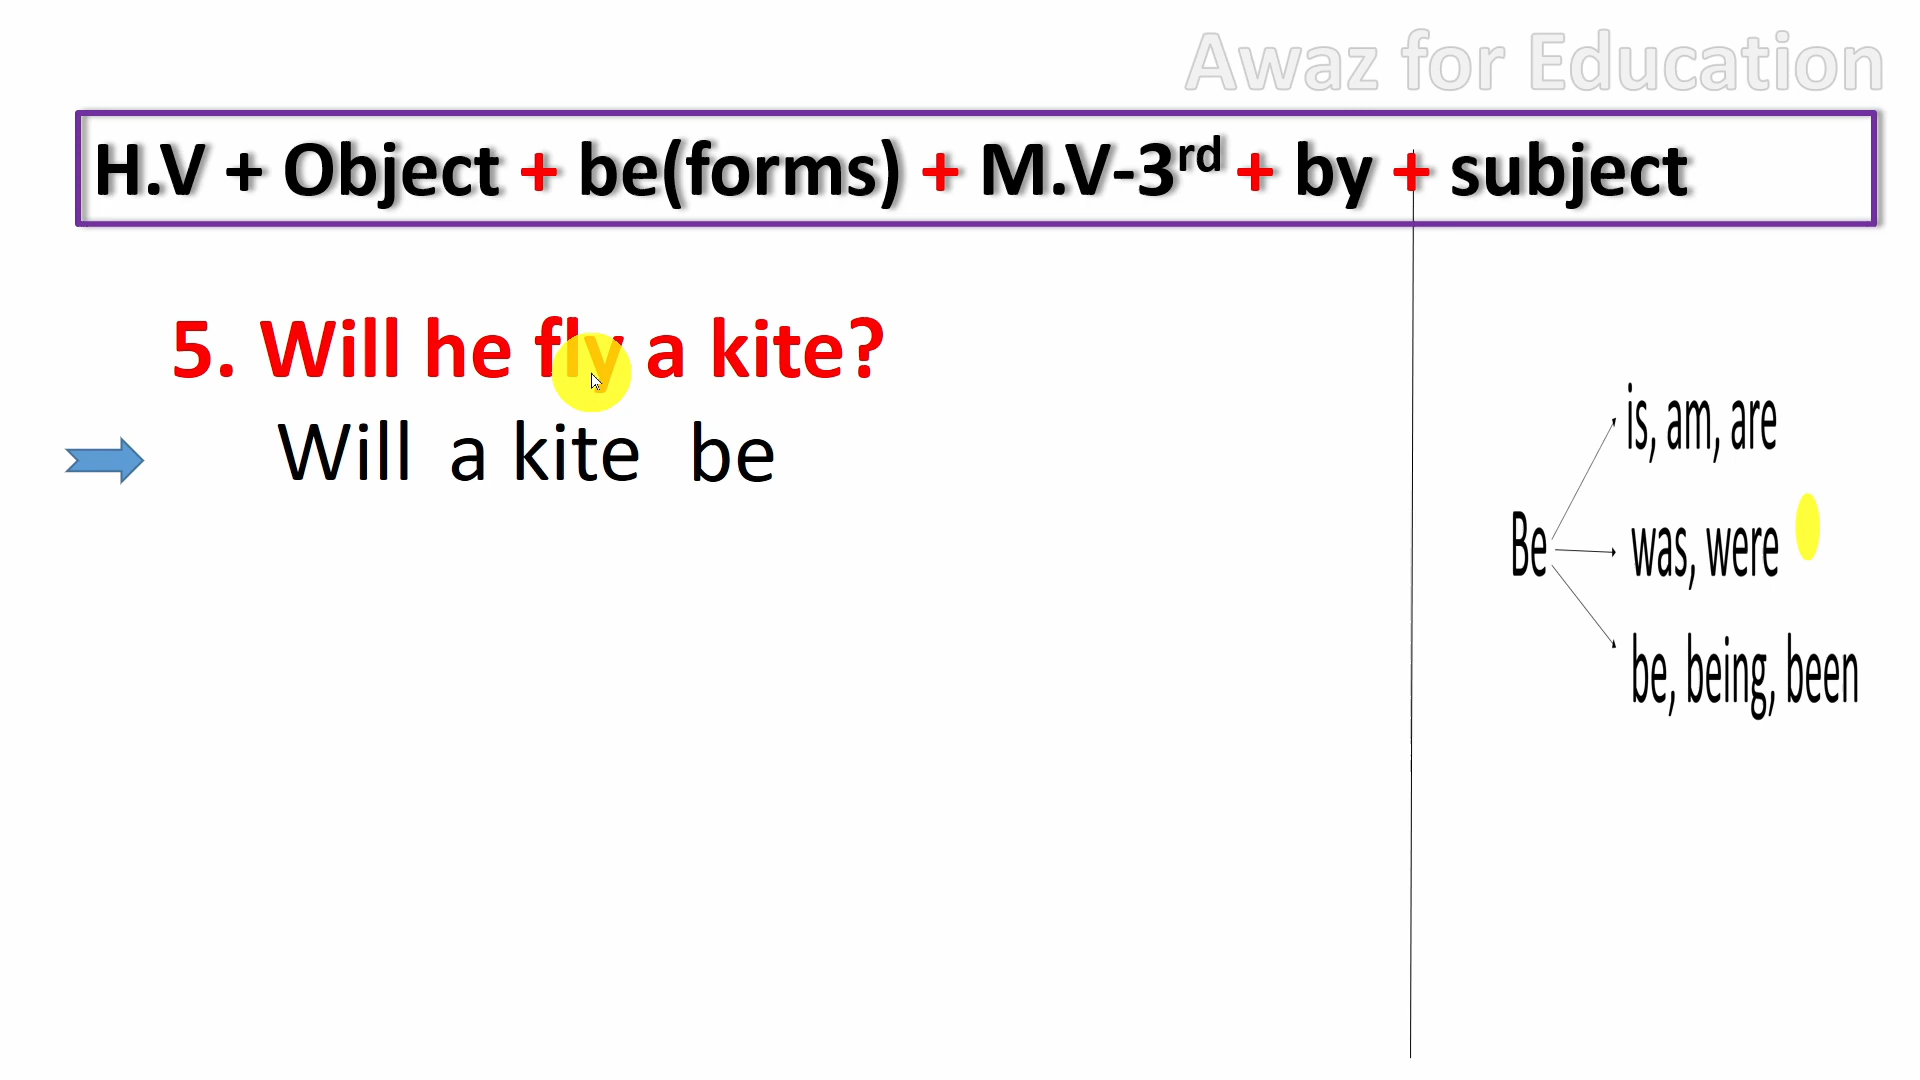 Awaz for Education
H.V + Object + be(forms) + M.V-3rd + by + subject
5. Will he fly a kite?
Will a kite be
is, am, are
Be
was, were
be, being, been